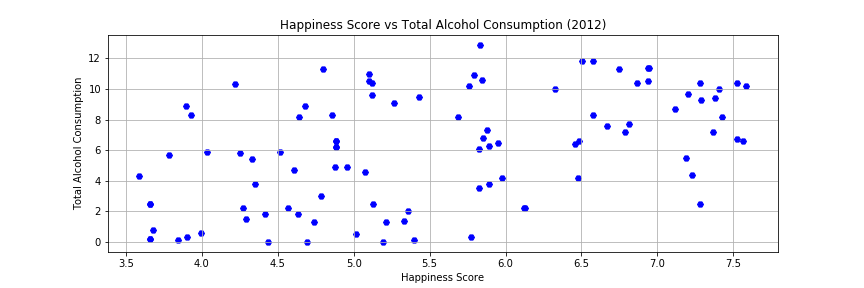 Happiness Score vs Total Alcohol Consumption (2012)
Total Alcohol Consumption
12
10
8
6
4
2
0
3.5 4.0 4.5 5.0 5.5 6.0 6.5 7.0 7.5
Happiness Score